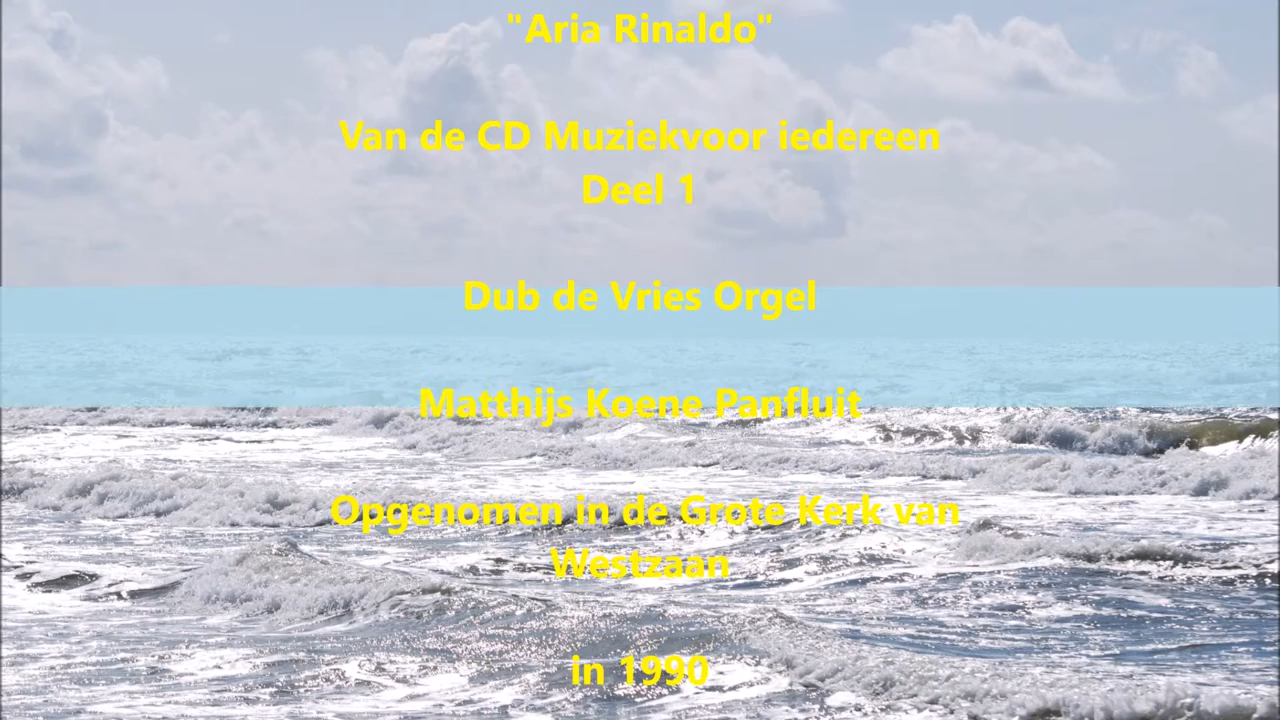 "Aria Rinaldo"
Van de CD Muziekvoor iedereen
Deel 1
Dub de Vries Orgel
Matthijs Koene Panfluit
Opgenomen in de Grote Kerk van
Westzaan
in 1990